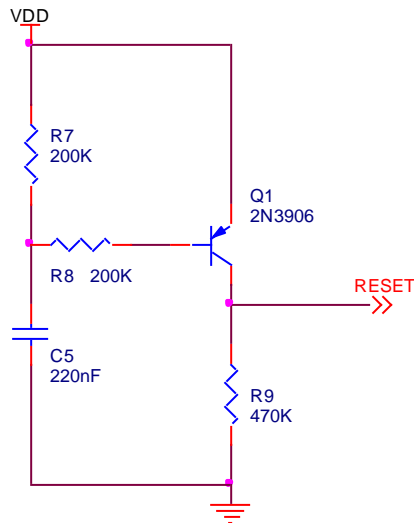 VDD
R7
200K
Q1
2N3906
R8 200K
RESET
C5
220nF
R9
470K